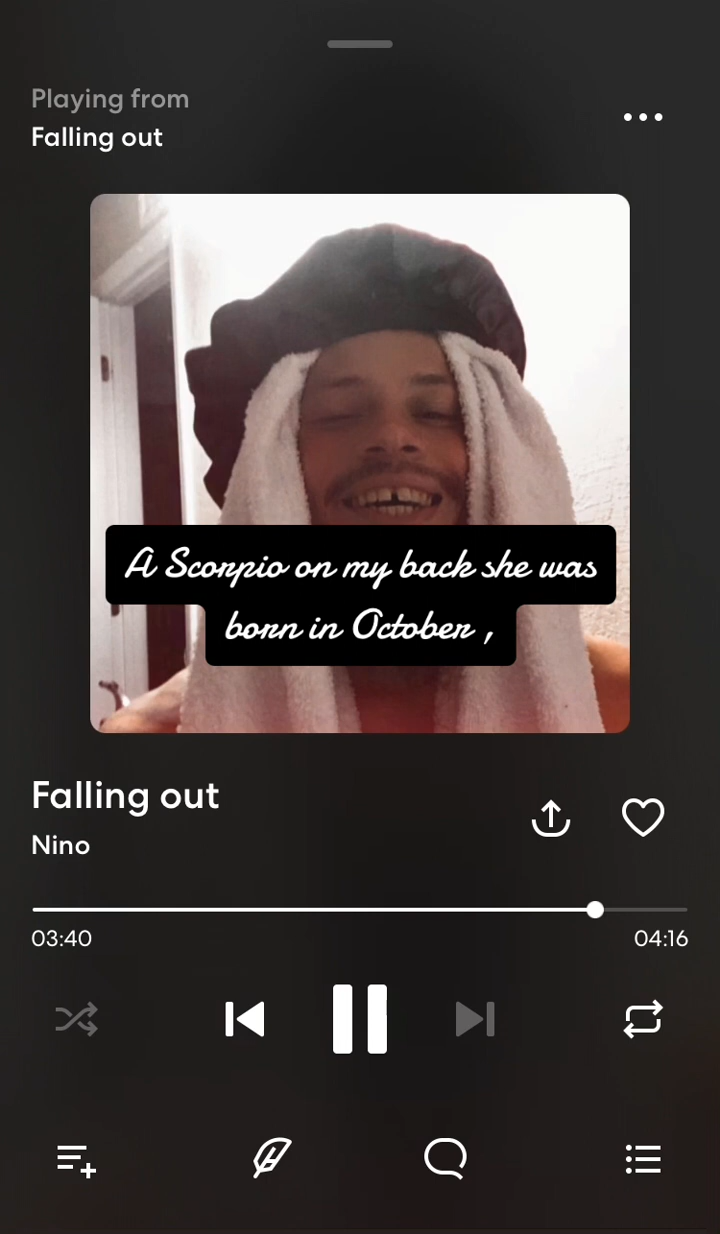 Playing from
Falling out
A Scorpio on my back she was
born in October ,
Falling out
Nino
03:40
04:16